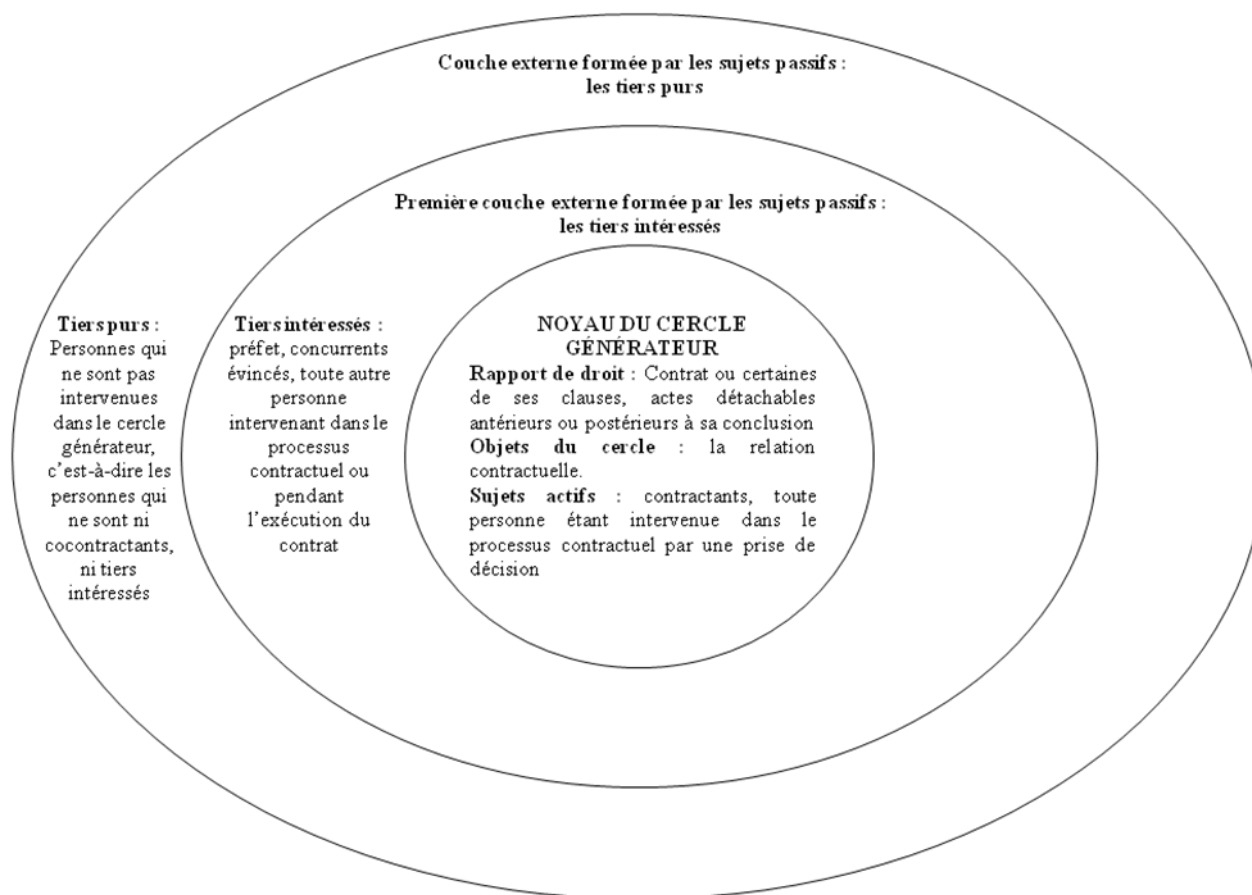 Couche externe formée par les sujets passifs :
les tiers purs
Première couche externe formée par les sujets passifs :
les tiers intéressés
Tiers purs :
Personnes qui
ne sont pas
intervenues
dans le cercle
générateur,
c'est-à-dire les
personnes qui
ne sont ni
cocontractants,
ni tiers
intéressés
Tiers intéressés :
préfet, concurrents
évincés, toute autre
personne
intervenant dans le
processus
contractuel ou
pendant
l'exécution du
contrat
NOYAU DU CERCLE
GÉNÉRATEUR
Rapport de droit : Contrat ou certaines
de ses clauses, actes détachables
antérieurs ou postérieurs à sa conclusion
Objets du cercle : la relation
contractuelle.
Sujets actifs : contractants, toute
personne étant intervenue dans le
processus contractuel par une prise de
décision